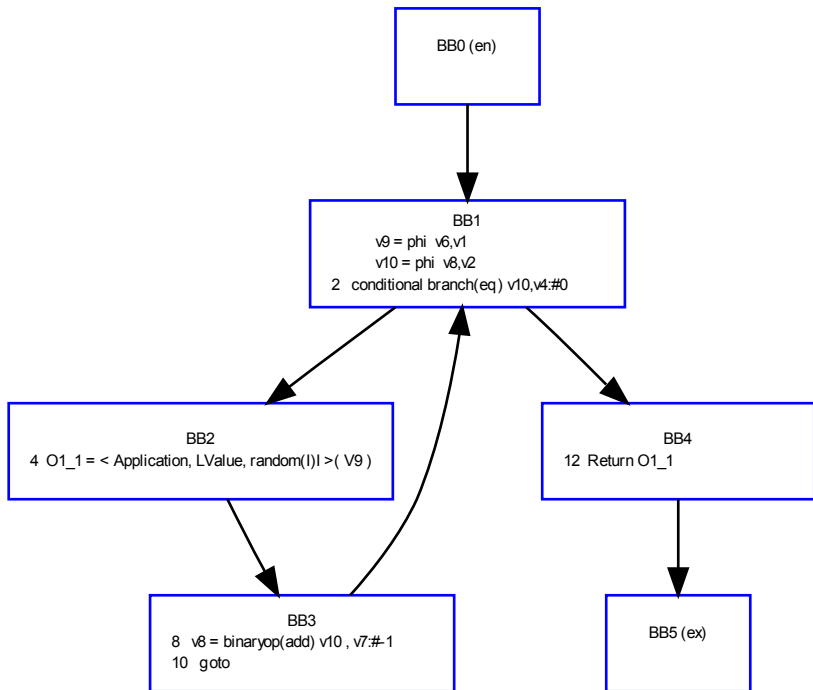 BB0 (en)
BB1
v9 = phi v6,v1
v10 = phi v8,v2
2 conditional branch(eq) v10,v4:#0
BB2
4 O1_1 = < Application, LValue, random(I)I >( V9 )
BB4
12 Return O1_1
BB3
8 v8 = binaryop(add) v10 , v7:#-1
10 goto
BB5 (ex)